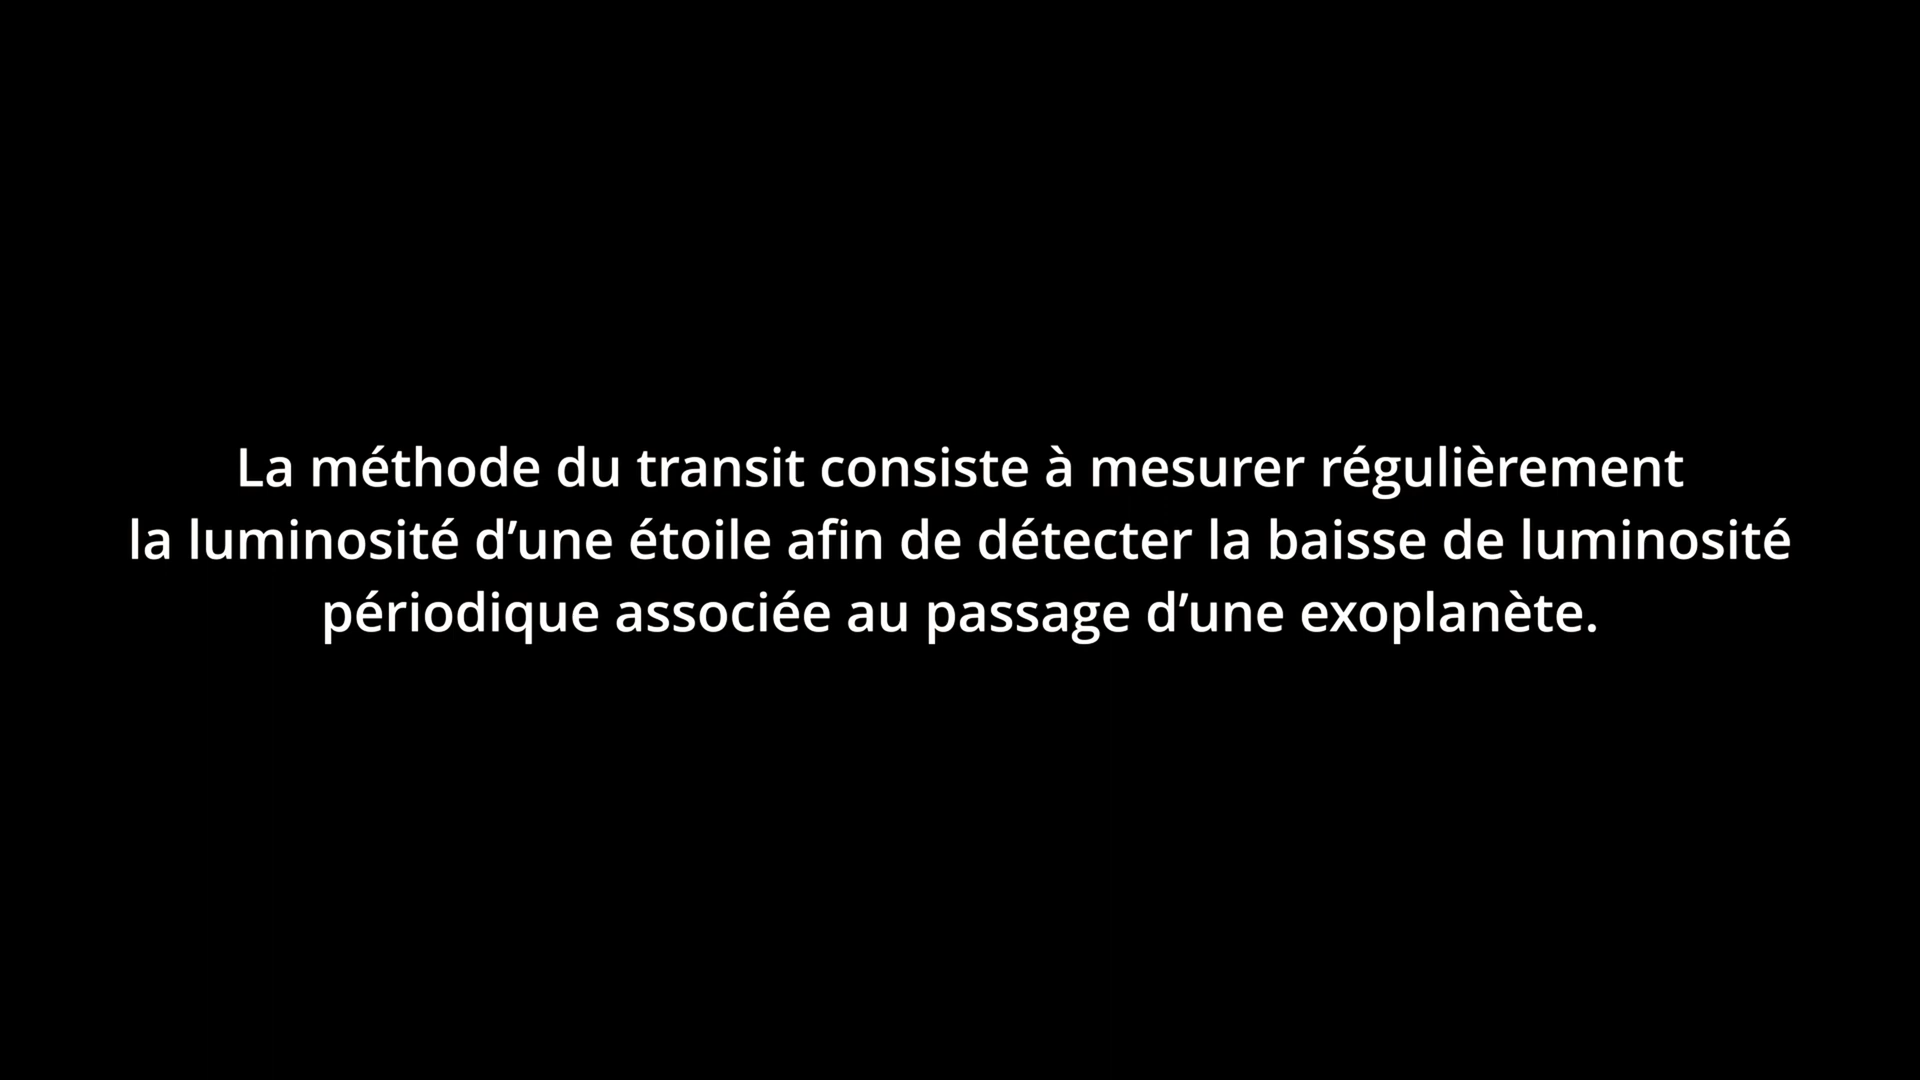 La méthode du transit consiste à mesurer régulièrement
la luminosité d’une étoile afin de détecter la baisse de luminosité
périodique associée au passage d’une exoplanète.